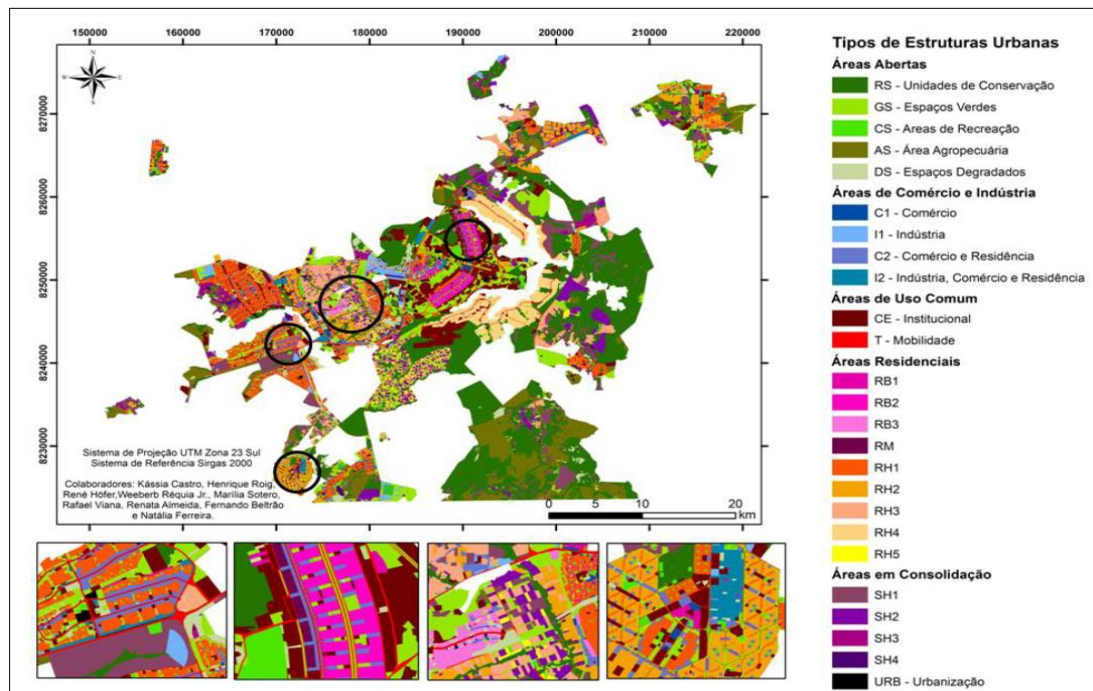 150000 160000 170000 180000 190000 200000 210000 220000
N
W E
S
8270000
8260000
8250000
8240000
8230000
Sistema de Projeção UTM Zona 23 Sul
Sistema de Referência Sirgas 2000
Colaboradores: Kássia Castro, Henrique Roig,
René Höfer,Weeberb Réquia Jr., Marília Sotero,
Rafael Viana, Renata Almeida, Fernando Beltrão
e Natália Ferreira.
0 5 10 20
km
Tipos de Estruturas Urbanas
Áreas Abertas
RS - Unidades de Conservação
GS - Espaços Verdes
CS - Areas de Recreação
AS - Área Agropecuária
DS - Espaços Degradados
Áreas de Comércio e Indústria
C1 - Comércio
I1 - Indústria
C2 - Comércio e Residência
I2 - Indústria, Comércio e Residência
Áreas de Uso Comum
CE - Institucional
T - Mobilidade
Áreas Residenciais
RB1
RB2
RB3
RM
RH1
RH2
RH3
RH4
RH5
Áreas em Consolidação
SH1
SH2
SH3
SH4
URB - Urbanização